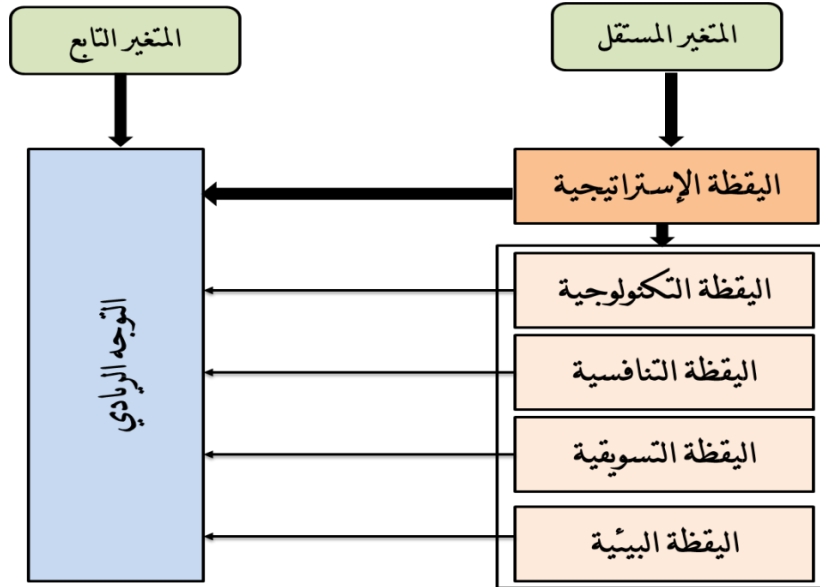 المتغير المستقل
المتغير التابع
اليقظة الإستراتيجية
اليقظة التكنولوجية
اليقظة التنافسية
اليقظة التسويقية
اليقظة البيئية
التوجه الريادي